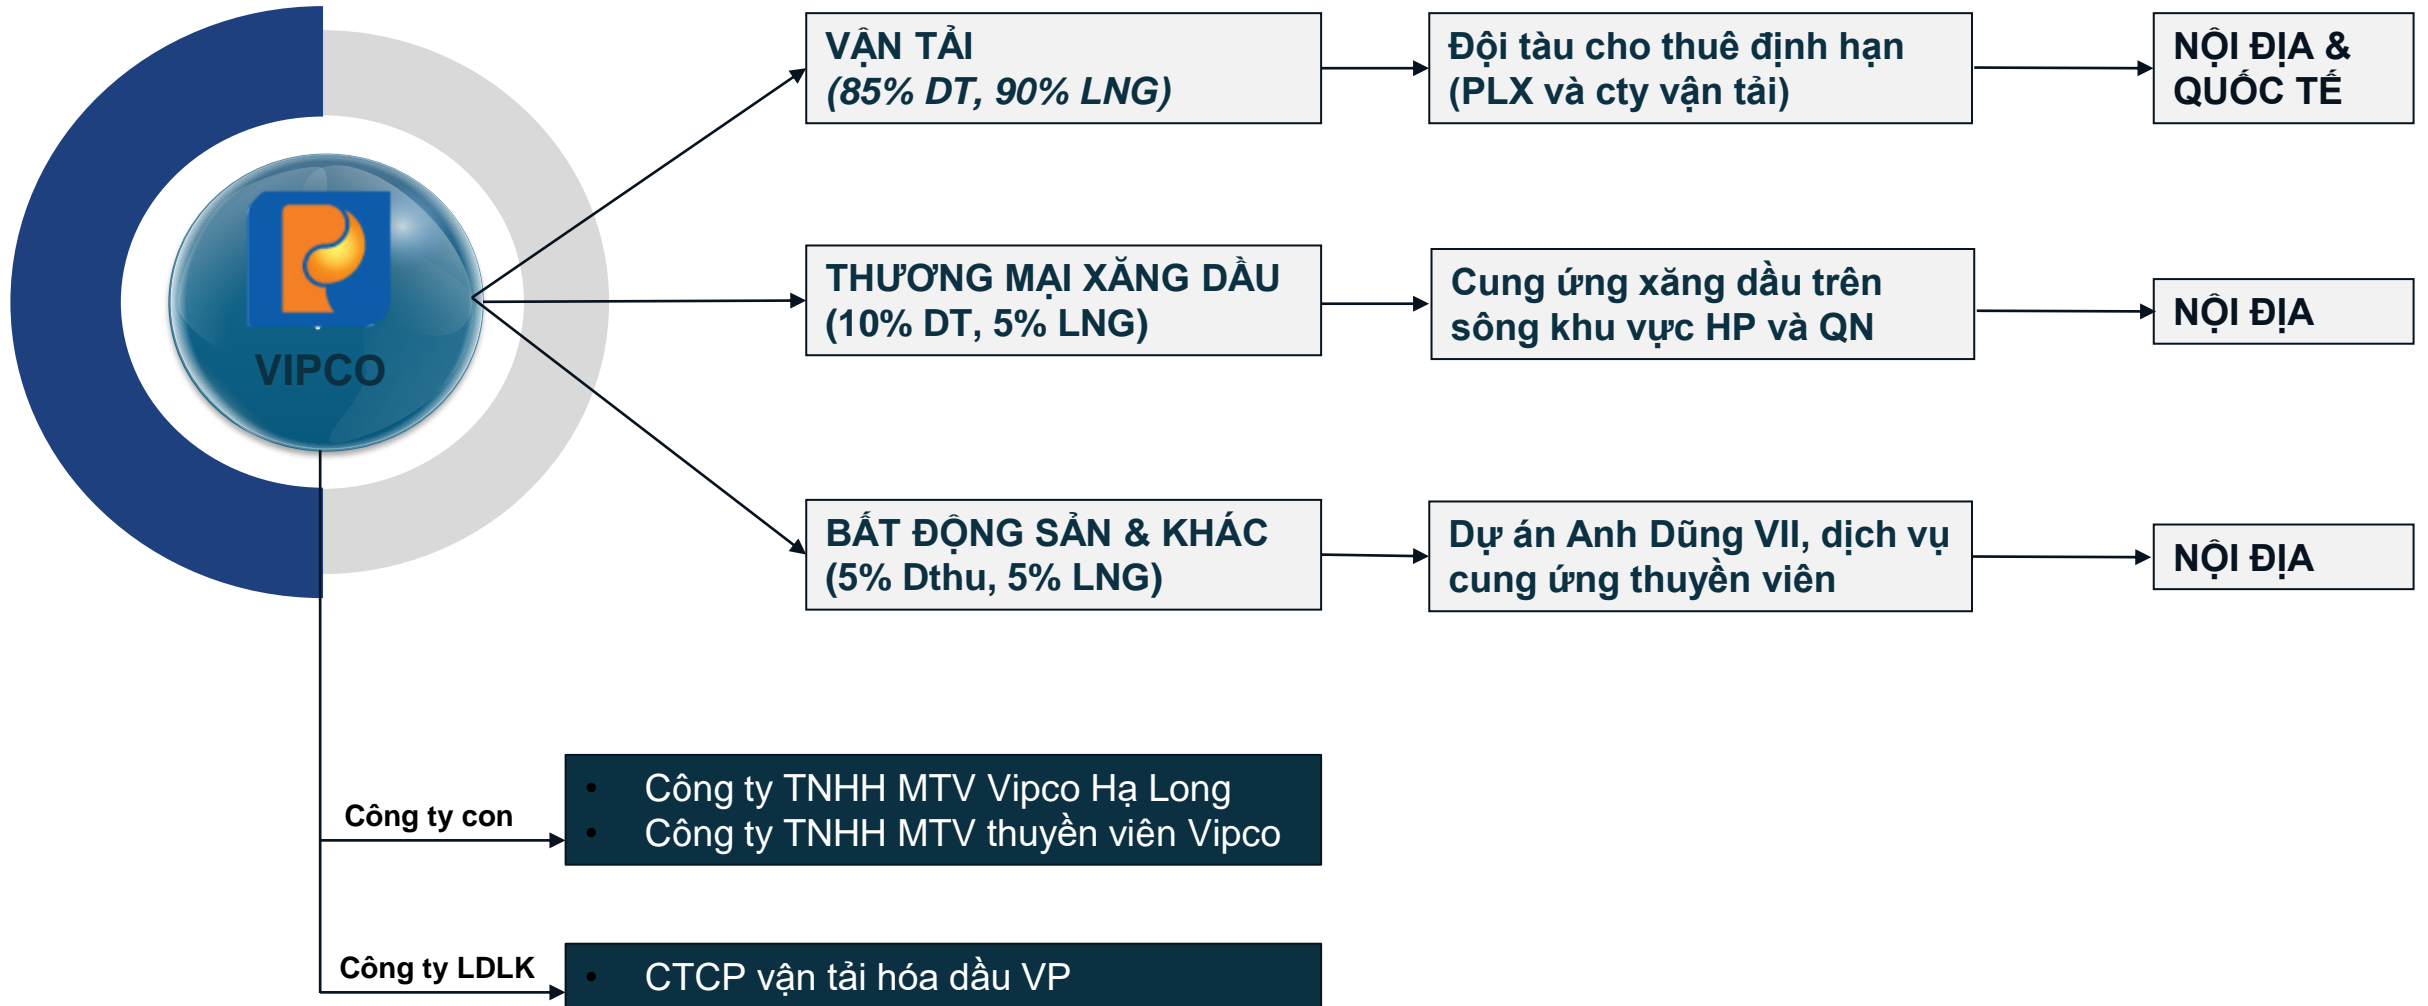 VẬN TẢI
(85% DT, 90% LNG)
Đội tàu cho thuê định hạn
(PLX và cty vận tải)
NỘI ĐỊA &
QUỐC TẾ
VIPCO
THƯƠNG MẠI XĂNG DẦU
(10% DT, 5% LNG)
Cung ứng xăng dầu trên
sông khu vực HP và QN
NỘI ĐỊA
BẤT ĐỘNG SẢN & KHÁC
(5% Dthu, 5% LNG)
Dự án Anh Dũng VII, dịch vụ
cung ứng thuyền viên
NỘI ĐỊA
Công ty con
• Công ty TNHH MTV Vipco Hạ Long
• Công ty TNHH MTV thuyền viên Vipco
Công ty LDLK
• CTCP vận tải hóa dầu VP